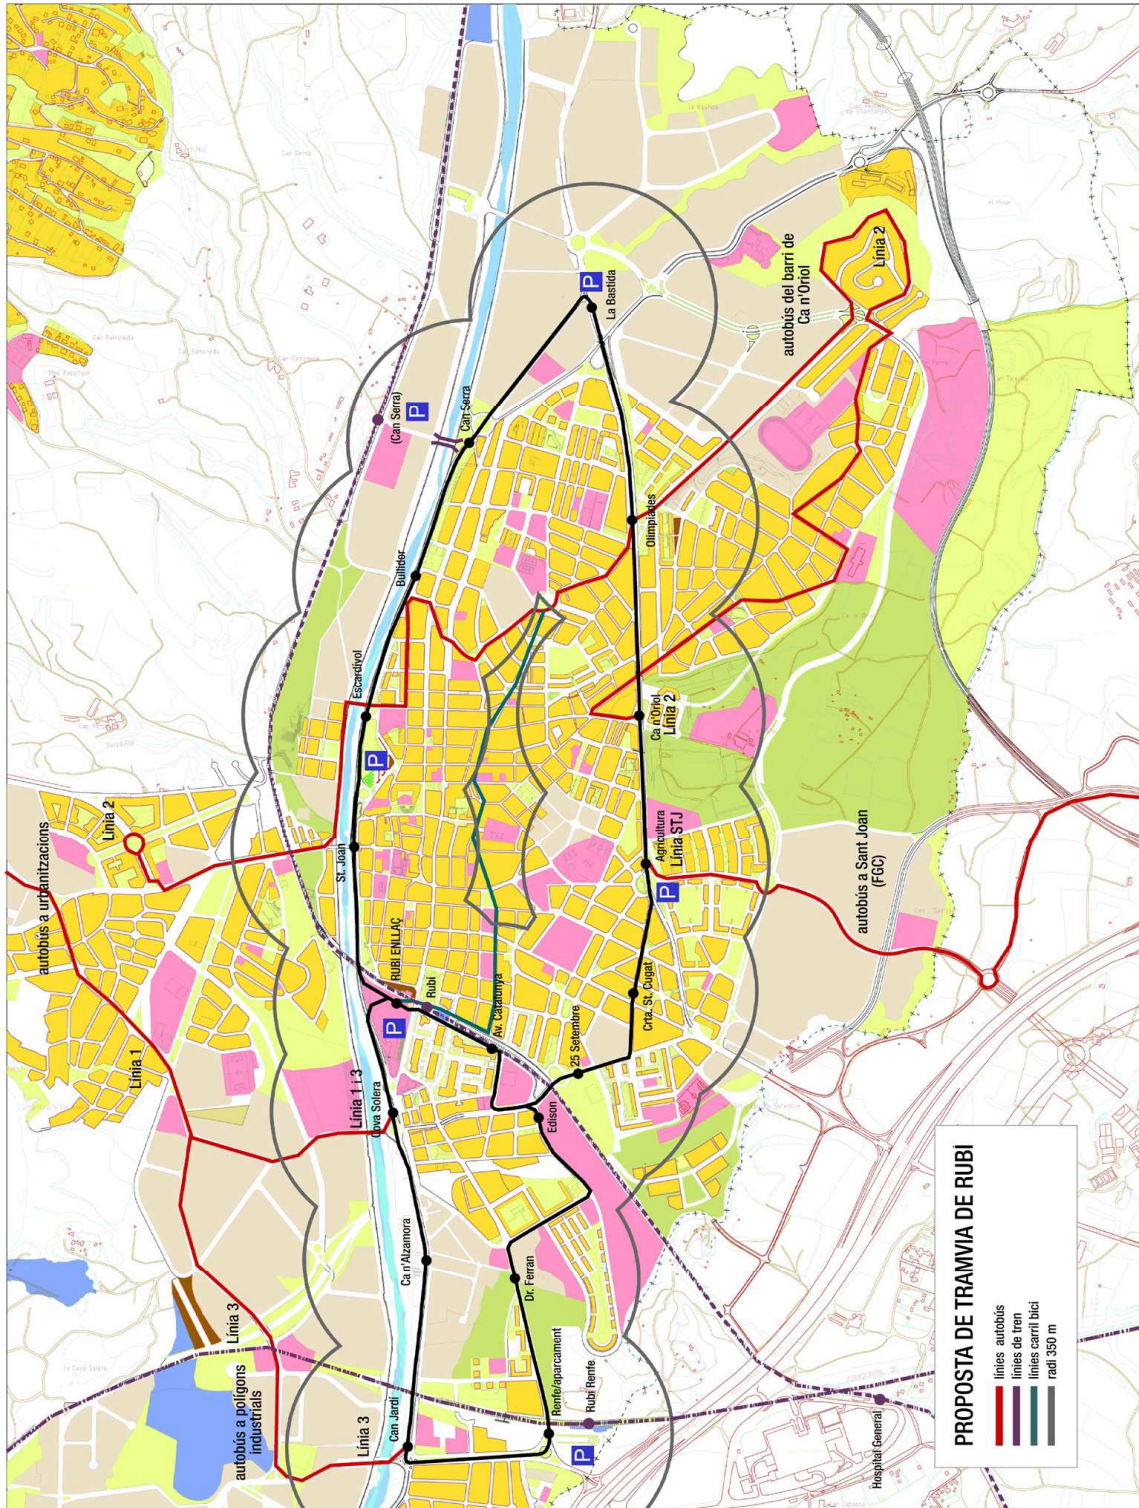 La Bastida
P
autobús del barri de
Ca n'Oriol
Línia 2
(Can Serra)
P
Can Serra
Olimpíades
Bullidor
Escardívol
P
Ca n'Oriol
Línia 2
Línia 2
St. Joan
Agricultura
Línia STJ
P
autobús a Sant Joan
(FGC)
autobús a urbanitzacions
RUBÍ ENLLAÇ
Rubí
P
Av. Catalunya
Crta. St. Cugat
25 Setembre
Línia 1
Línia 1 i 3
Cova Solera
Edison
Ca n'Alzamora
Dr. Ferran
Línia 3
autobús a polígons
industrials
Línia 3
Can Jardí
Renfe/aparcament
P
Rubí Renfe
Hospital General
PROPOSTA DE TRAMVIA DE RUBÍ
línies autobús
línies de tren
línies carril bici
radi 350 m